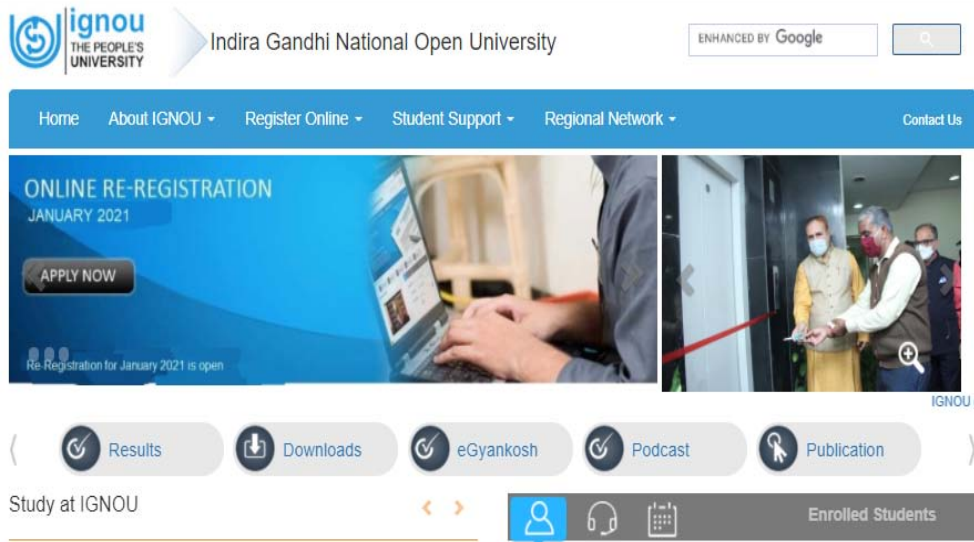 ignou
THE PEOPLE'S
UNIVERSITY
Indira Gandhi National Open University
ENHANCED BY Google
Home About IGNOU Register Online Student Support Regional Network Contact Us
ONLINE RE-REGISTRATION
JANUARY 2021
APPLY NOW
Re-Registration for January 2021 is open
IGNOU
Results Downloads eGyankosh Podcast Publication
Study at IGNOU
Enrolled Students